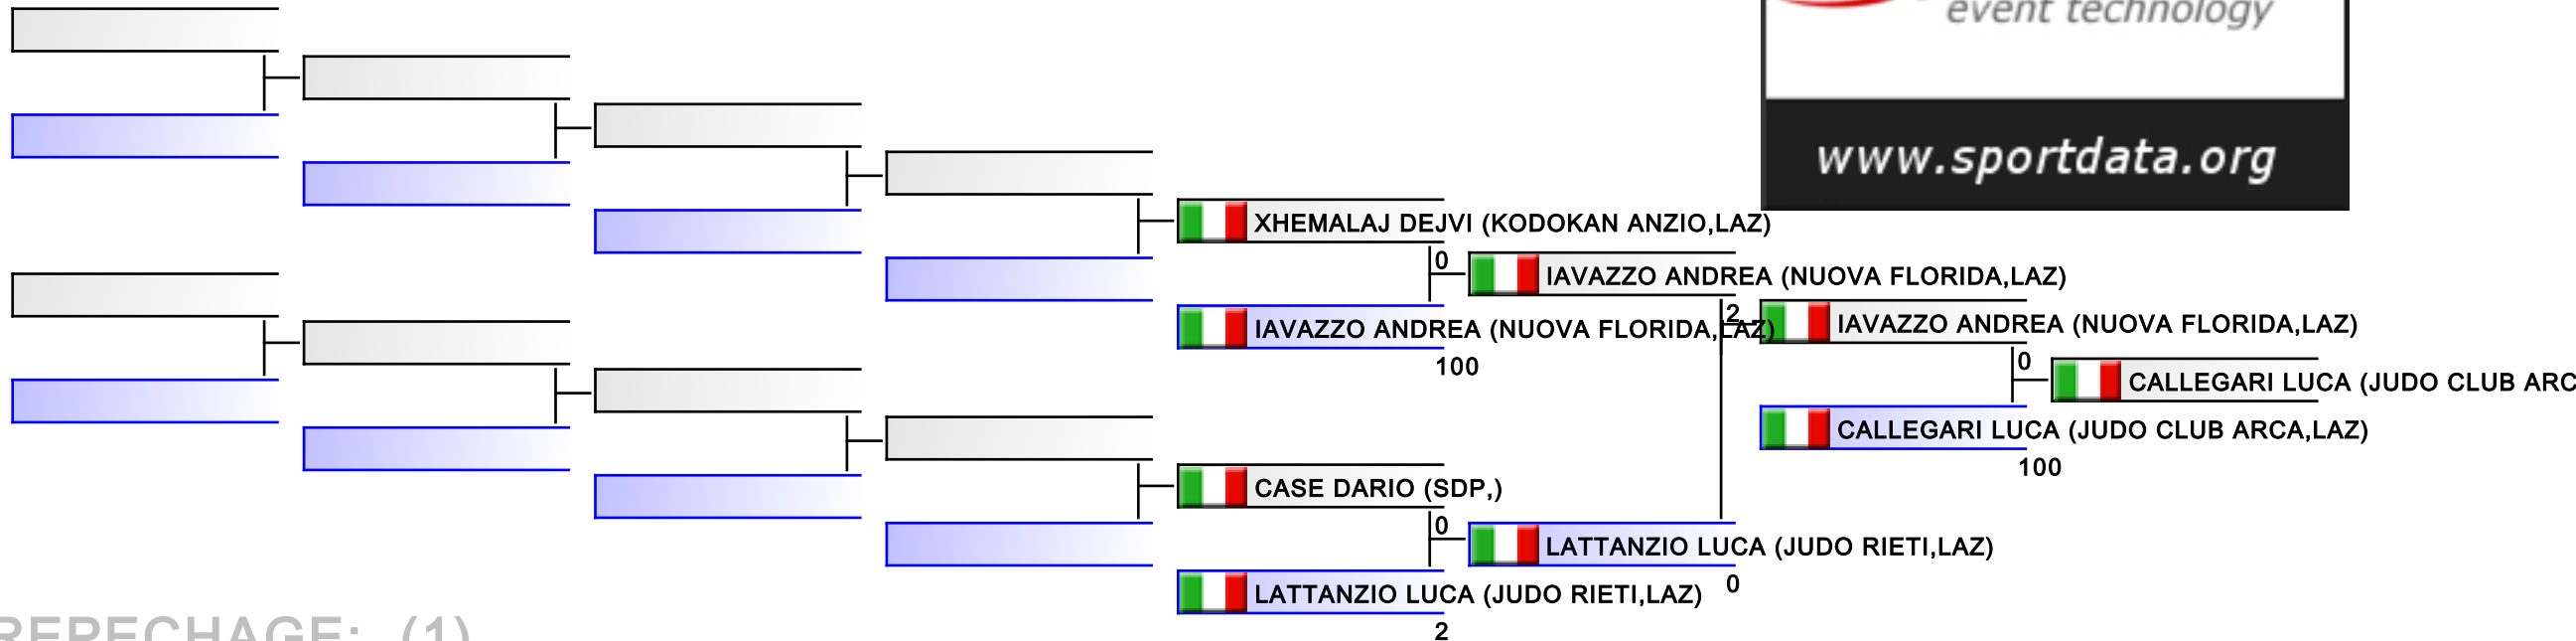 event technology
www.sportdata.org
XHEMALAJ DEJVI (KODOKAN ANZIO,LAZ)
0
IAVAZZO ANDREA (NUOVA FLORIDA,LAZ)
2
IAVAZZO ANDREA (NUOVA FLORIDA,LAZ)
IAVAZZO ANDREA (NUOVA FLORIDA,LAZ)
100
0
CALLEGARI LUCA (JUDO CLUB ARC
CALLEGARI LUCA (JUDO CLUB ARCA,LAZ)
100
CASE DARIO (SDP,)
0
LATTANZIO LUCA (JUDO RIETI,LAZ)
0
LATTANZIO LUCA (JUDO RIETI,LAZ)
2
REPECHAGE: (1)